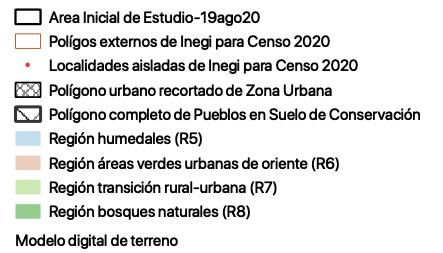 Area Inicial de Estudio-19ago20
Polígos externos de Inegi para Censo 2020
Localidades aisladas de Inegi para Censo 2020
Polígono urbano recortado de Zona Urbana
Polígono completo de Pueblos en Suelo de Conservación
Región humedales (R5)
Región áreas verdes urbanas de oriente (R6)
Región transición rural-urbana (R7)
Región bosques naturales (R8)
Modelo digital de terreno